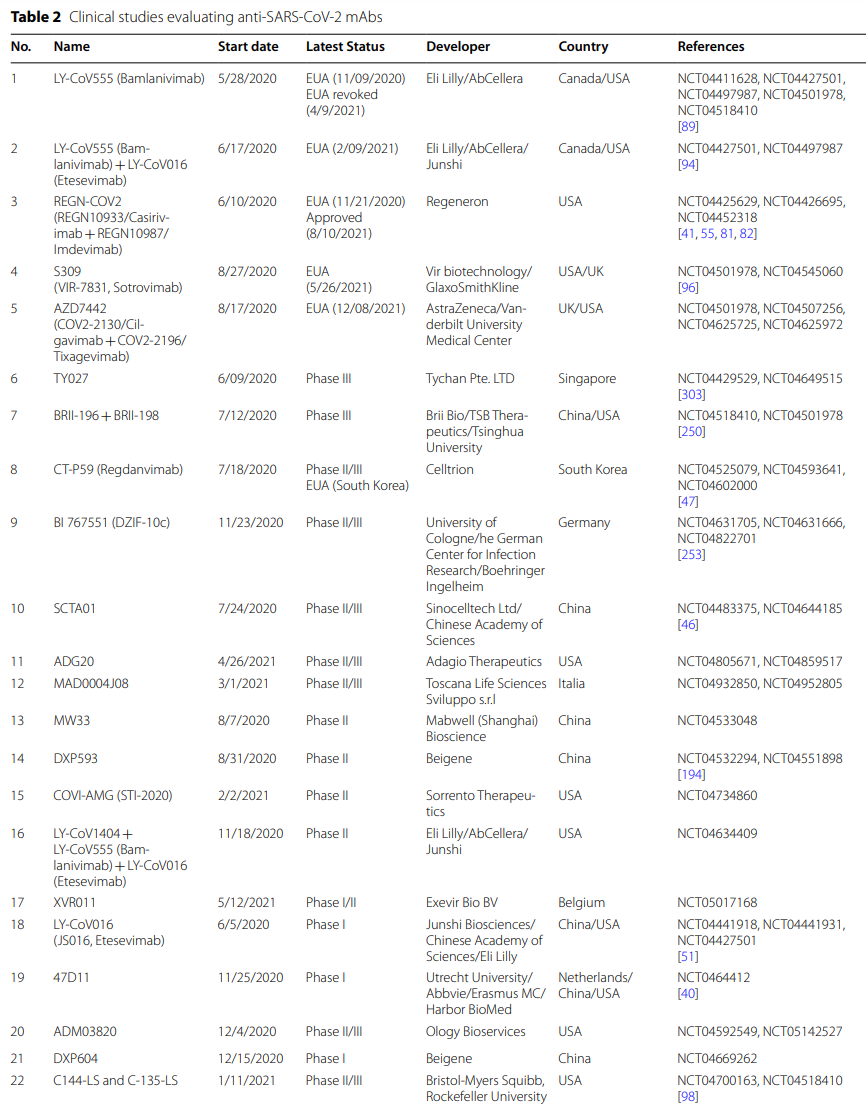 Table 2 Clinical studies evaluating anti-SARS-CoV-2 mAbs
No. Name Start date Latest Status Developer Country References
1 LY-CoV555 (Bamlanivimab) 5/28/2020 EUA (11/09/2020) Eli Lilly/AbCellera Canada/USA NCT04411628, NCT04427501,
EUA revoked NCT04497987, NCT04501978,
(4/9/2021) NCT04518410
[89]
2 LY-CoV555 (Bam- 6/17/2020 EUA (2/09/2021) Eli Lilly/AbCellera/ Canada/USA NCT04427501, NCT04497987
lanivimab) + LY-CoV016 Junshi [94]
(Etesevimab)
3 REGN-COV2 6/10/2020 EUA (11/21/2020) Regeneron USA NCT04425629, NCT04426695,
(REGN10933/Casiriv- Approved NCT04452318
imab + REGN10987/ (8/10/2021) [41, 55, 81, 82]
Imdevimab)
4 S309 8/27/2020 EUA Vir biotechnology/ USA/UK NCT04501978, NCT04545060
(VIR-7831, Sotrovimab) (5/26/2021) GlaxoSmithKline [96]
5 AZD7442 8/17/2020 EUA (12/08/2021) AstraZeneca/Van- UK/USA NCT04501978, NCT04507256,
(COV2-2130/Cil- derbilt University NCT04625725, NCT04625972
gavimab + COV2-2196/ Medical Center
Tixagevimab)
6 TY027 6/09/2020 Phase III Tychan Pte. LTD Singapore NCT04429529, NCT04649515
[303]
7 BRII-196 + BRII-198 7/12/2020 Phase III Brii Bio/TSB Thera- China/USA NCT04518410, NCT04501978
peutics/Tsinghua [250]
University
8 CT-P59 (Regdanvimab) 7/18/2020 Phase II/III Celltrion South Korea NCT04525079, NCT04593641,
EUA (South Korea) NCT04602000
[47]
9 BI 767551 (DZIF-10c) 11/23/2020 Phase II/III University of Germany NCT04631705, NCT04631666,
Cologne/he German NCT04822701
Center for Infection [253]
Research/Boehringer
Ingelheim
10 SCTA01 7/24/2020 Phase II/III Sinocelltech Ltd/ China NCT04483375, NCT04644185
Chinese Academy of [46]
Sciences
11 ADG20 4/26/2021 Phase II/III Adagio Therapeutics USA NCT04805671, NCT04859517
12 MAD0004J08 3/1/2021 Phase II/III Toscana Life Sciences Italia NCT04932850, NCT04952805
Sviluppo s.r.l
13 MW33 8/7/2020 Phase II Mabwell (Shanghai) China NCT04533048
Bioscience
14 DXP593 8/31/2020 Phase II Beigene China NCT04532294, NCT04551898
[194]
15 COVI-AMG (STI-2020) 2/2/2021 Phase II Sorrento Therapeu- USA NCT04734860
tics
16 LY-CoV1404 + 11/18/2020 Phase II Eli Lilly/AbCellera/ USA NCT04634409
LY-CoV555 (Bam- Junshi
lanivimab) + LY-CoV016
(Etesevimab)
17 XVR011 5/12/2021 Phase I/II Exevir Bio BV Belgium NCT05017168
18 LY-CoV016 6/5/2020 Phase I Junshi Biosciences/ China/USA NCT04441918, NCT04441931,
(JS016, Etesevimab) Chinese Academy of NCT04427501
Sciences/Eli Lilly [51]
19 47D11 11/25/2020 Phase I Utrecht University/ Netherlands/ NCT0464412
Abbvie/Erasmus MC/ China/USA [40]
Harbor BioMed
20 ADM03820 12/4/2020 Phase II/III Ology Bioservices USA NCT04592549, NCT05142527
21 DXP604 12/15/2020 Phase I Beigene China NCT04669262
22 C144-LS and C-135-LS 1/11/2021 Phase II/III Bristol-Myers Squibb, USA NCT04700163, NCT04518410
Rockefeller University [98]